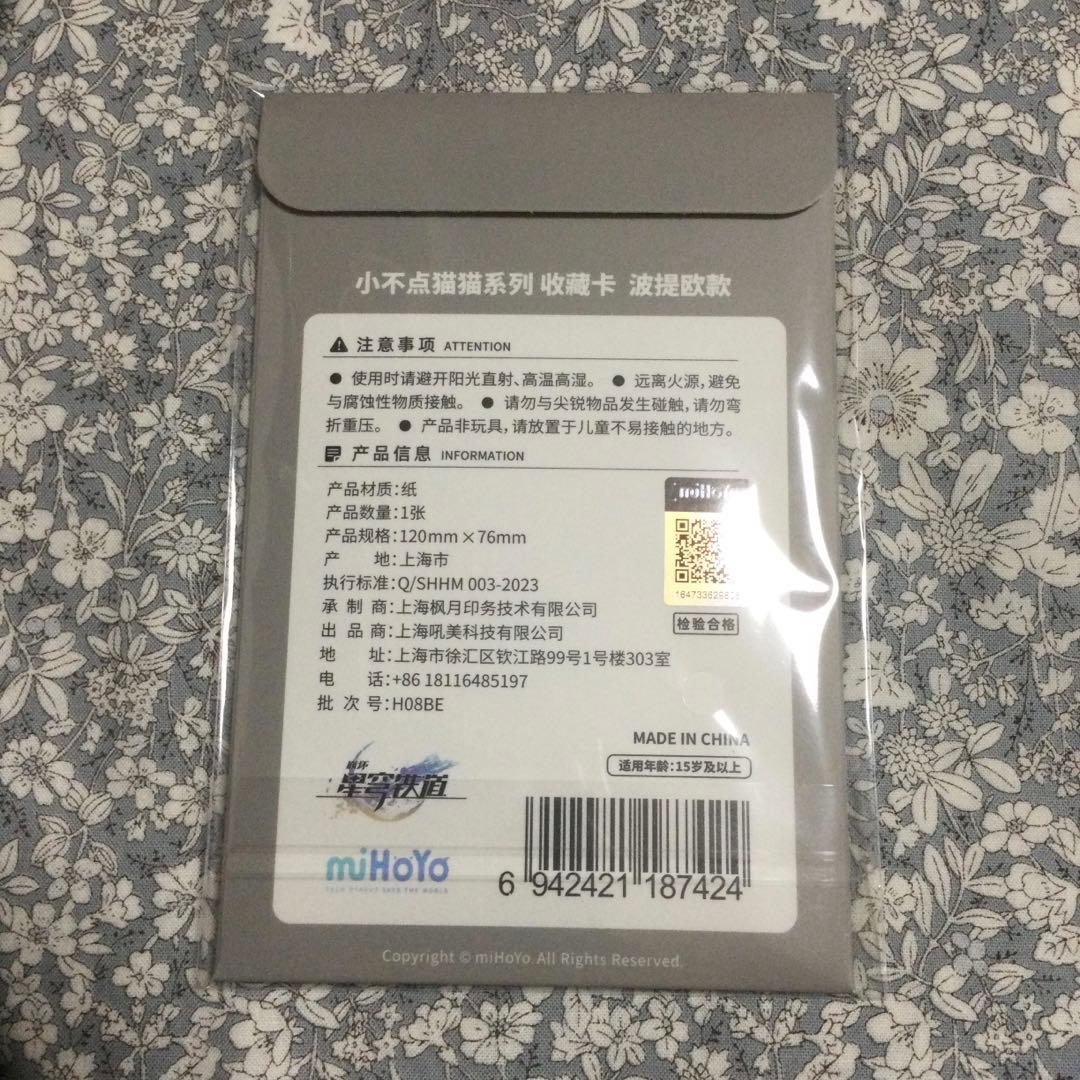 小不点猫猫系列 收藏卡 波提欧款
注意事项 ATTENTION
● 使用时请避开阳光直射、高温高湿。 ● 远离火源,避免
与腐蚀性物质接触。 ● 请勿与尖锐物品发生碰触,请勿弯
折重压。 ● 产品非玩具,请放置于儿童不易接触的地方。
产品信息 INFORMATION
产品材质:纸
产品数量:1张
产品规格:120mm×76mm
产 地:上海市
执行标准:Q/SHHM 003-2023
承制商:上海枫月印务技术有限公司
出品商:上海吼美科技有限公司
地 址:上海市徐汇区钦江路99号1号楼303室
电 话:+86 18116485197
批次号:H08BE
miHoYo
检验合格
MADE IN CHINA
适用年龄:15岁及以上
崩坏
星穹铁道
miHoYo
TECH OTAKUS SAVE THE WORLD
6 942421 187424
Copyright © miHoYo All Rights Reserved.